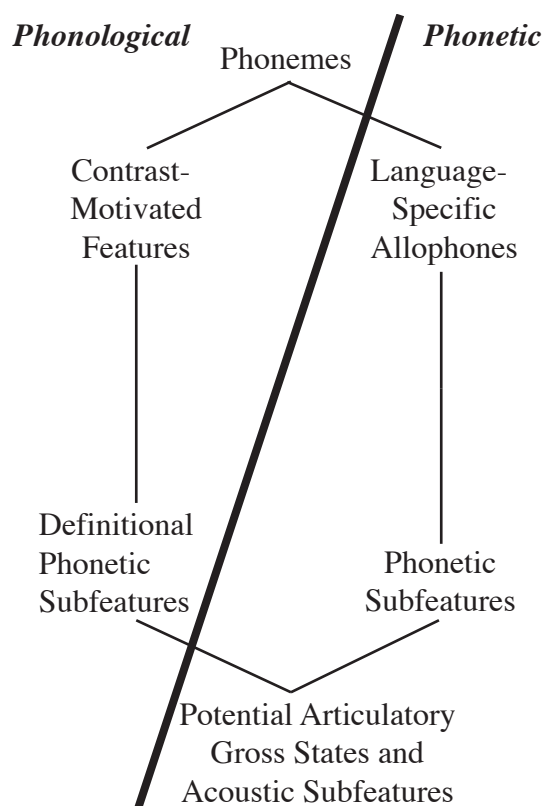 Phonological
Phonetic
Phonemes
Contrast-
Motivated
Features
Language-
Specific
Allophones
Definitional
Phonetic
Subfeatures
Phonetic
Subfeatures
Potential Articulatory
Gross States and
Acoustic Subfeatures